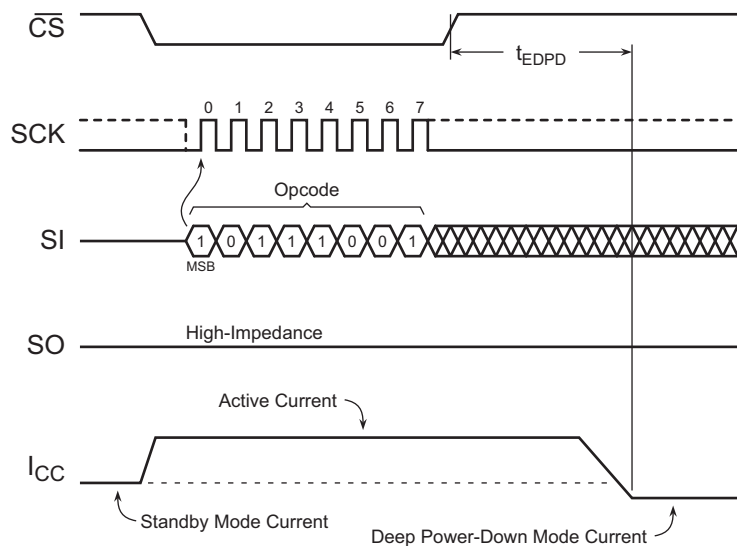 CS
tEDPD
0 1 2 3 4 5 6 7
SCK
Opcode
SI
1 0 1 1 1 0 0 1
MSB
High-Impedance
SO
Active Current
ICC
Standby Mode Current
Deep Power-Down Mode Current